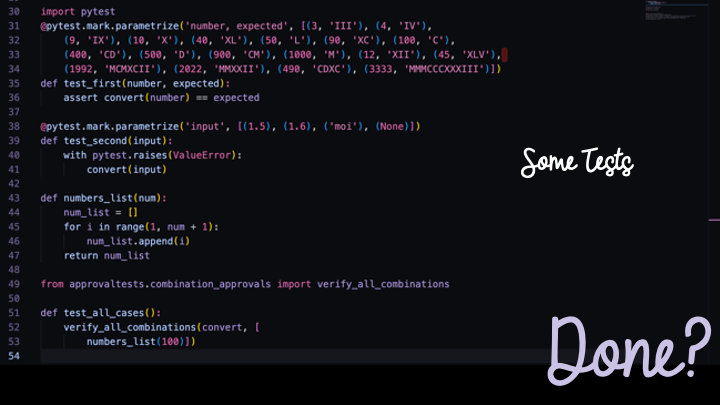 30 import pytest
31 @pytest.mark.parametrize('number, expected', [(3, 'III'), (4, 'IV'),
32 (9, 'IX'), (10, 'X'), (40, 'XL'), (50, 'L'), (90, 'XC'), (100, 'C'),
33 (400, 'CD'), (500, 'D'), (900, 'CM'), (1000, 'M'), (12, 'XII'), (45, 'XLV'),
34 (1992, 'MCMXCII'), (2022, 'MMXXII'), (490, 'CDXC'), (3333, 'MMMCCCXXXIII')])
35 def test_first(number, expected):
36 assert convert(number) == expected
37
38 @pytest.mark.parametrize('input', [(1.5), (1.6), ('moi'), (None)])
39 def test_second(input):
40 with pytest.raises(ValueError):
41 convert(input)
42
43 def numbers_list(num):
44 num_list = []
45 for i in range(1, num + 1):
46 num_list.append(i)
47 return num_list
48
49 from approvaltests.combination_approvals import verify_all_combinations
50
51 def test_all_cases():
52 verify_all_combinations(convert, [
53 numbers_list(100)])
54
Some Tests
Done?